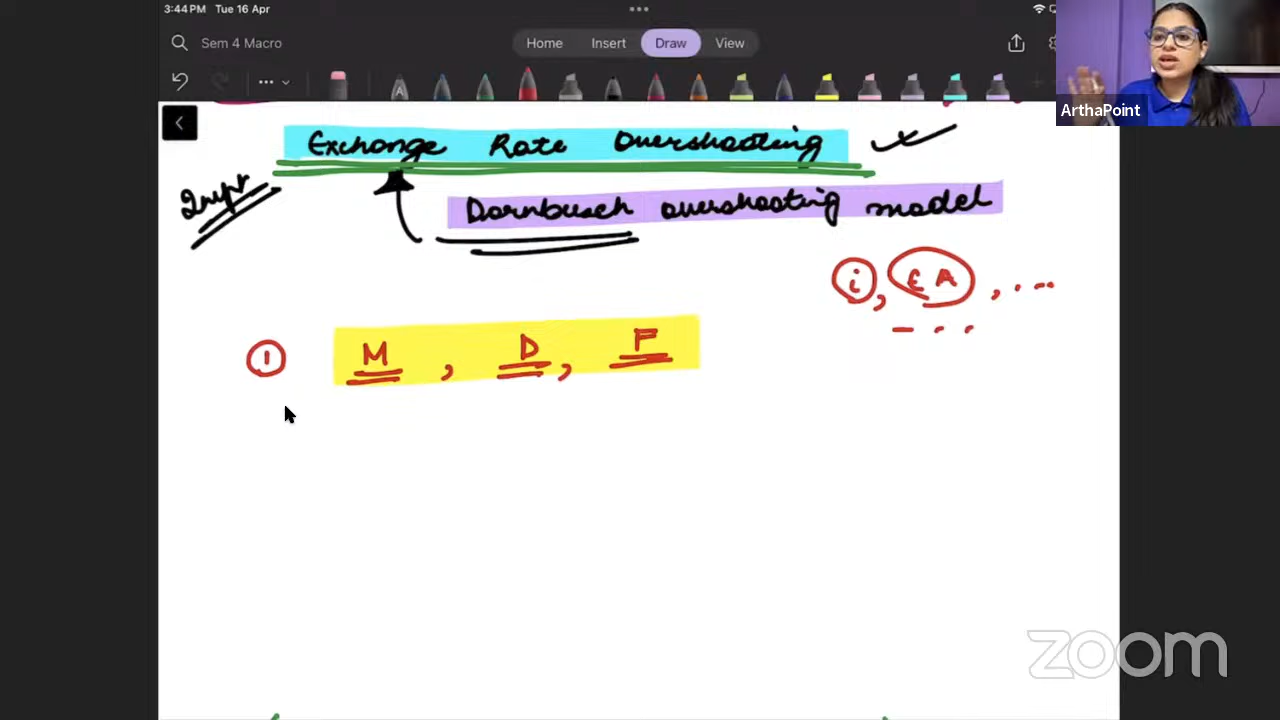 3:44 PM Tue 16 Apr
Sem 4 Macro
Home Insert Draw View
ArthaPoint
Exchange Rate Overshooting
Impt
Dornbusch overshooting model
i, EA, ...
- . .
1 M, D, F
zoom